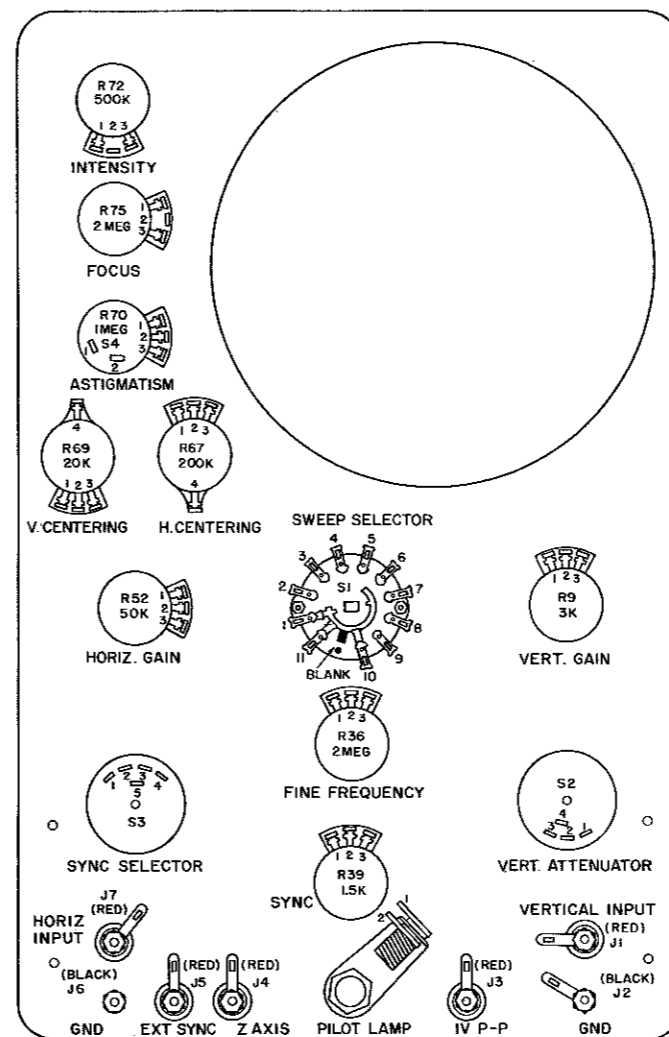 R72
500K
1 2 3
INTENSITY
R75
2 MEG
1
2
3
FOCUS
R70
1 MEG
S4
1
2
1
2
3
ASTIGMATISM
4
R69
20K
1 2 3
V. CENTERING
1 2 3
R67
200K
4
H. CENTERING
SWEEP SELECTOR
S1
1
2
3
4
5
6
7
8
9
10
11
BLANK
R52
50K
1
2
3
HORIZ. GAIN
1 2 3
R9
3K
VERT. GAIN
1 2 3
R36
2MEG
FINE FREQUENCY
1 2 3 4
5
S3
SYNC SELECTOR
S2
4
3 2 1
VERT. ATTENUATOR
1 2 3
R39
1.5K
SYNC
J7
(RED)
HORIZ
INPUT
2 1
PILOT LAMP
VERTICAL INPUT
(RED)
J1
(BLACK)
J6
GND
(RED)
J5
EXT SYNC
(RED)
J4
Z AXIS
(RED)
J3
1V P-P
(BLACK)
J2
GND